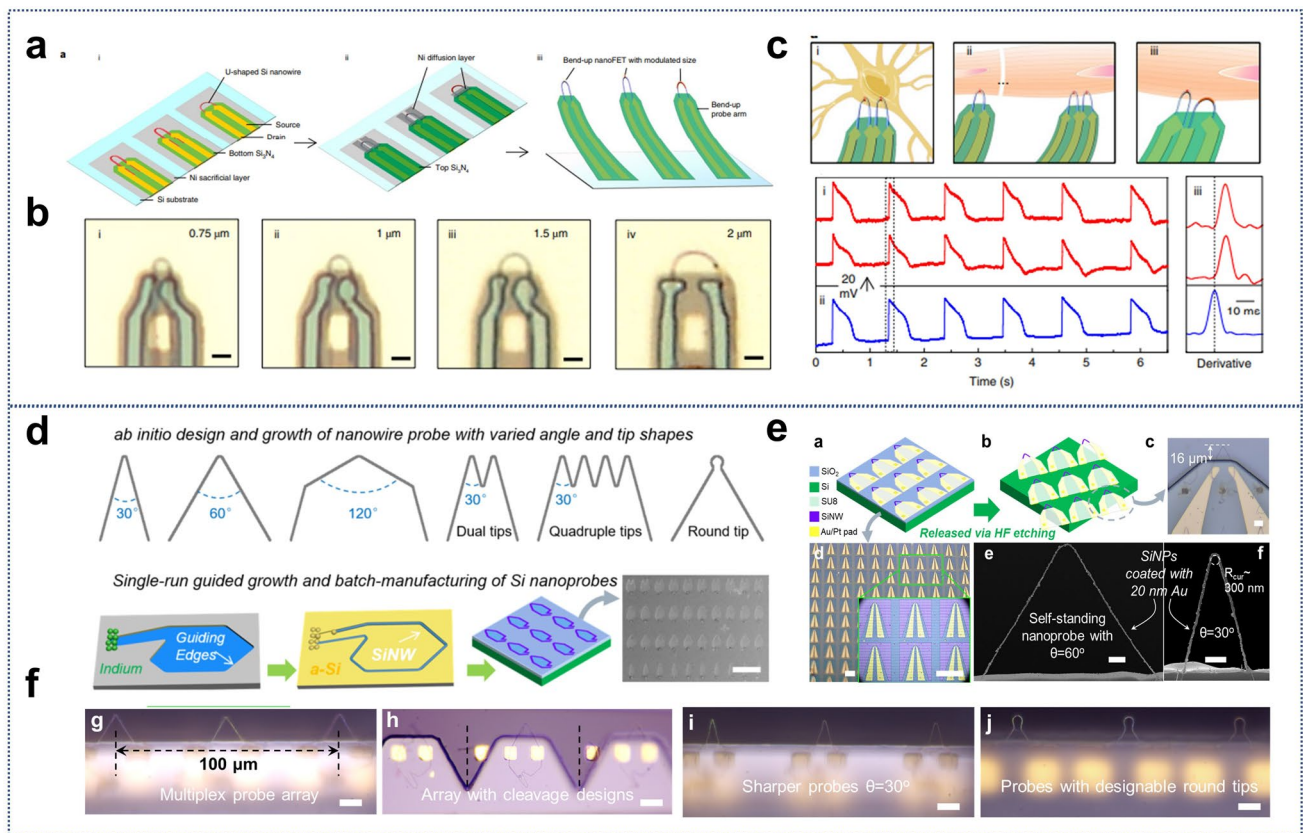 a
a
i
ii
iii
U-shaped Si nanowire
Source
Drain
Bottom Si₃N₄
Ni sacrificial layer
Si substrate
Ni diffusion layer
Top Si₃N₄
Bend-up nanoFET with modulated size
Bend-up
probe arm
b
i
0.75 µm
ii
1 µm
iii
1.5 µm
iv
2 µm
c
i
ii
iii
i
iii
20
mV
ii
10 ms
0
1
2
3
4
5
6
Time (s)
Derivative
d
ab initio design and growth of nanowire probe with varied angle and tip shapes
30°
60°
120°
30°
Dual tips
30°
Quadruple tips
Round tip
Single-run guided growth and batch-manufacturing of Si nanoprobes
Indium
Guiding
Edges
SiNW
a-Si
e
a
b
c
SiO₂
Si
SU8
SiNW
Au/Pt pad
Released via HF etching
16 µm
d
e
f
SiNPs
coated with
20 nm Au
Self-standing
nanoprobe with
θ=60º
R cur~
300 nm
θ=30º
f
g
100 µm
Multiplex probe array
h
Array with cleavage designs
i
Sharper probes θ=30º
j
Probes with designable round tips